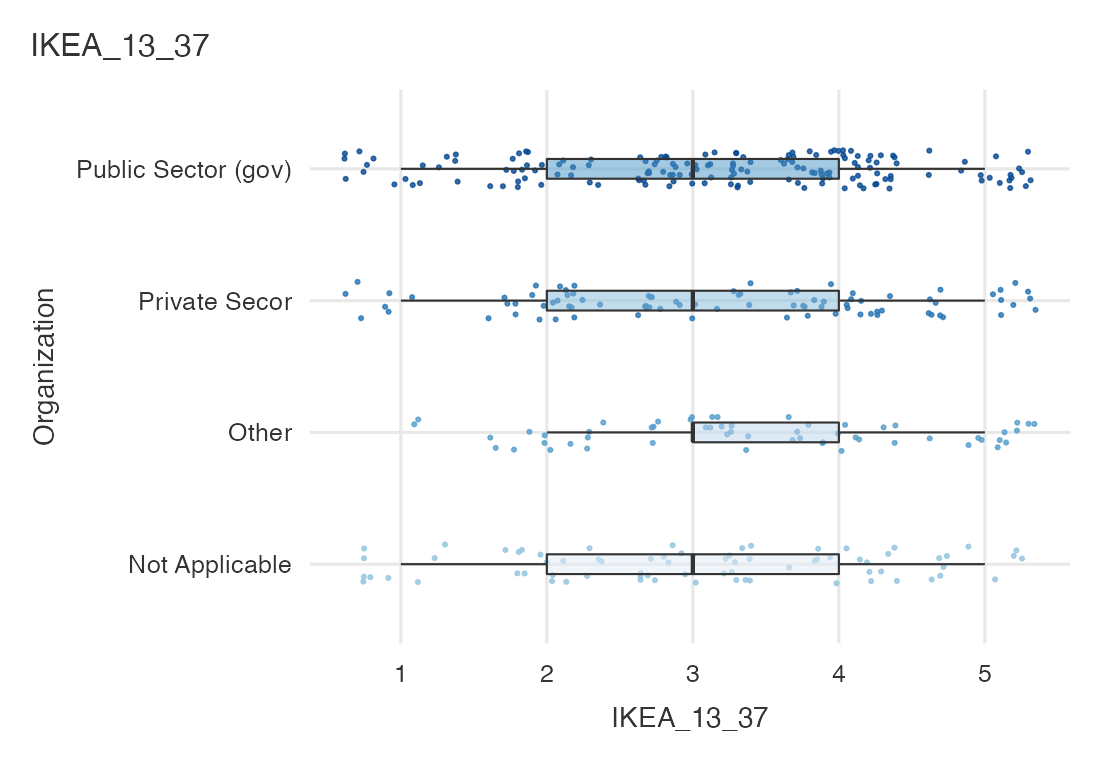 IKEA_13_37
Public Sector (gov)
Private Secor
Other
Not Applicable
Organization
1 2 3 4 5
IKEA_13_37